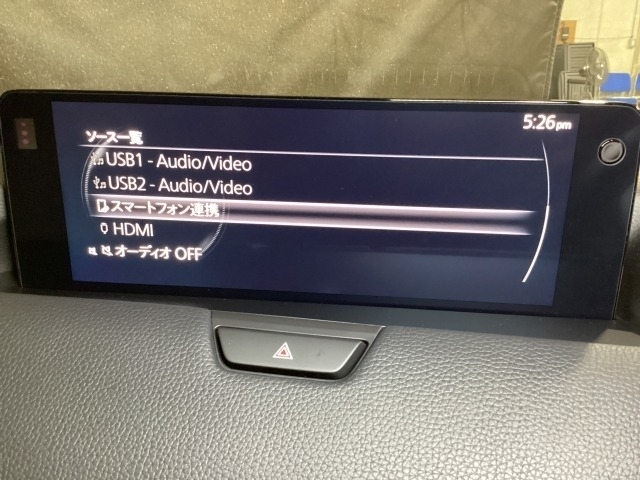 5:26pm
ソース一覧
USB1 - Audio/Video
USB2 - Audio/Video
スマートフォン連携
HDMI
オーディオ OFF